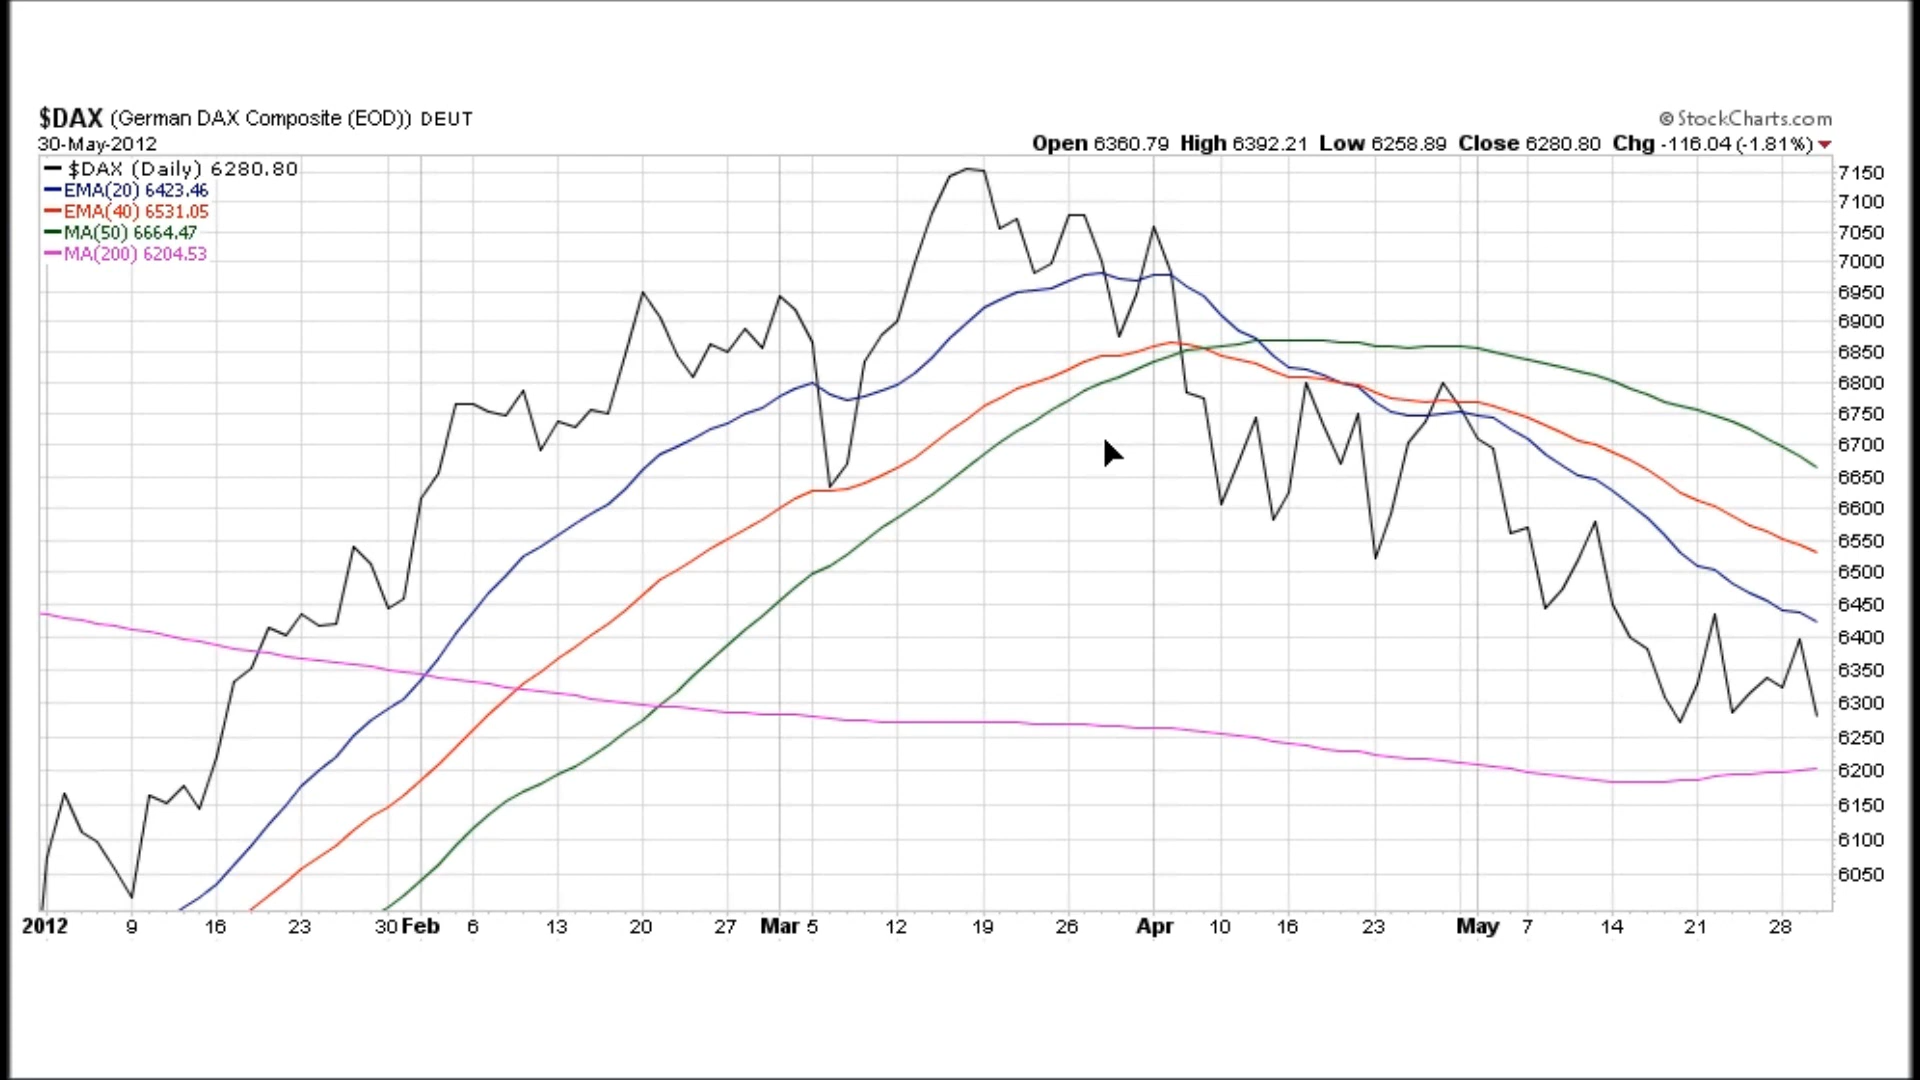 $DAX (German DAX Composite (EOD)) DEUT
© StockCharts.com
30-May-2012
Open 6360.79 High 6392.21 Low 6258.89 Close 6280.80 Chg -116.04 (-1.81%)
$DAX (Daily) 6280.80
EMA(20) 6423.46
EMA(40) 6531.05
MA(50) 6664.47
MA(200) 6204.53
7150
7100
7050
7000
6950
6900
6850
6800
6750
6700
6650
6600
6550
6500
6450
6400
6350
6300
6250
6200
6150
6100
6050
2012 9 16 23 30 Feb 6 13 20 27 Mar 5 12 19 26 Apr 10 16 23 May 7 14 21 28